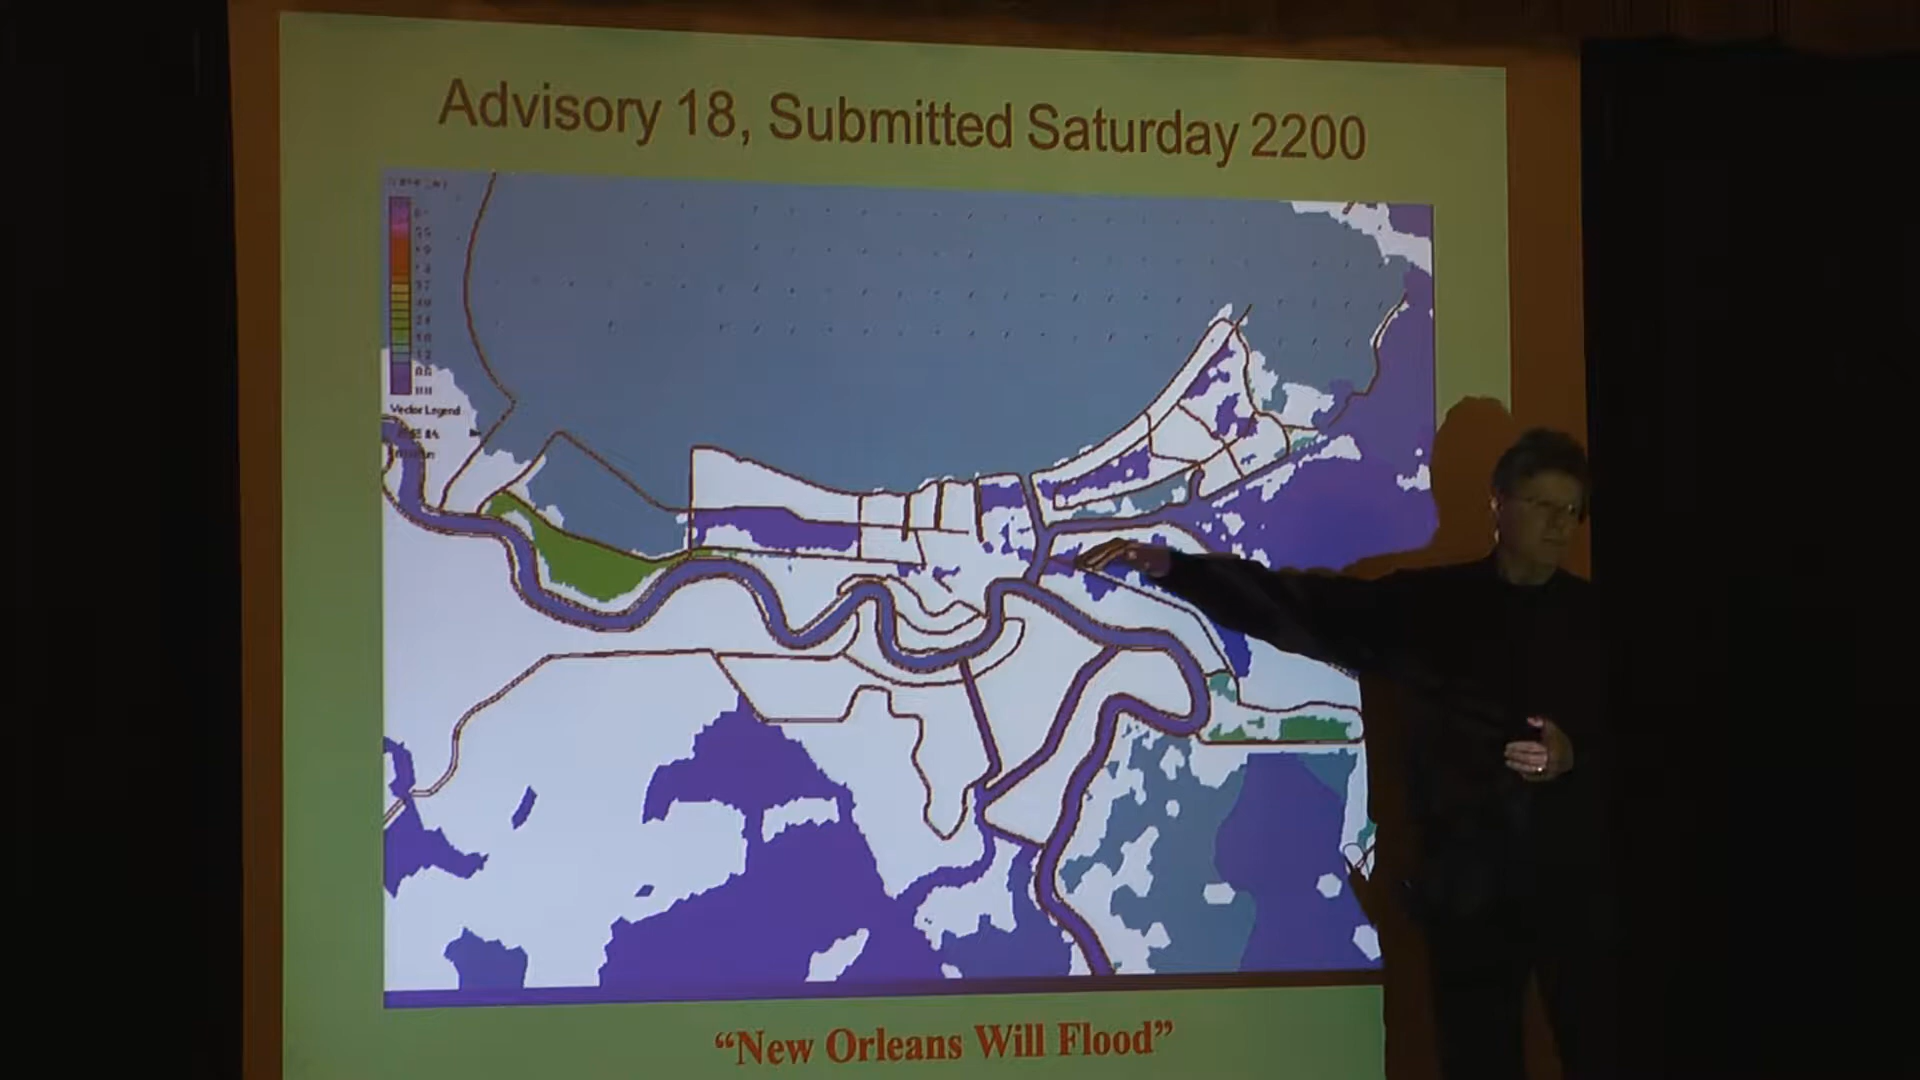 Advisory 18, Submitted Saturday 2200
Vector Legend
“New Orleans Will Flood”